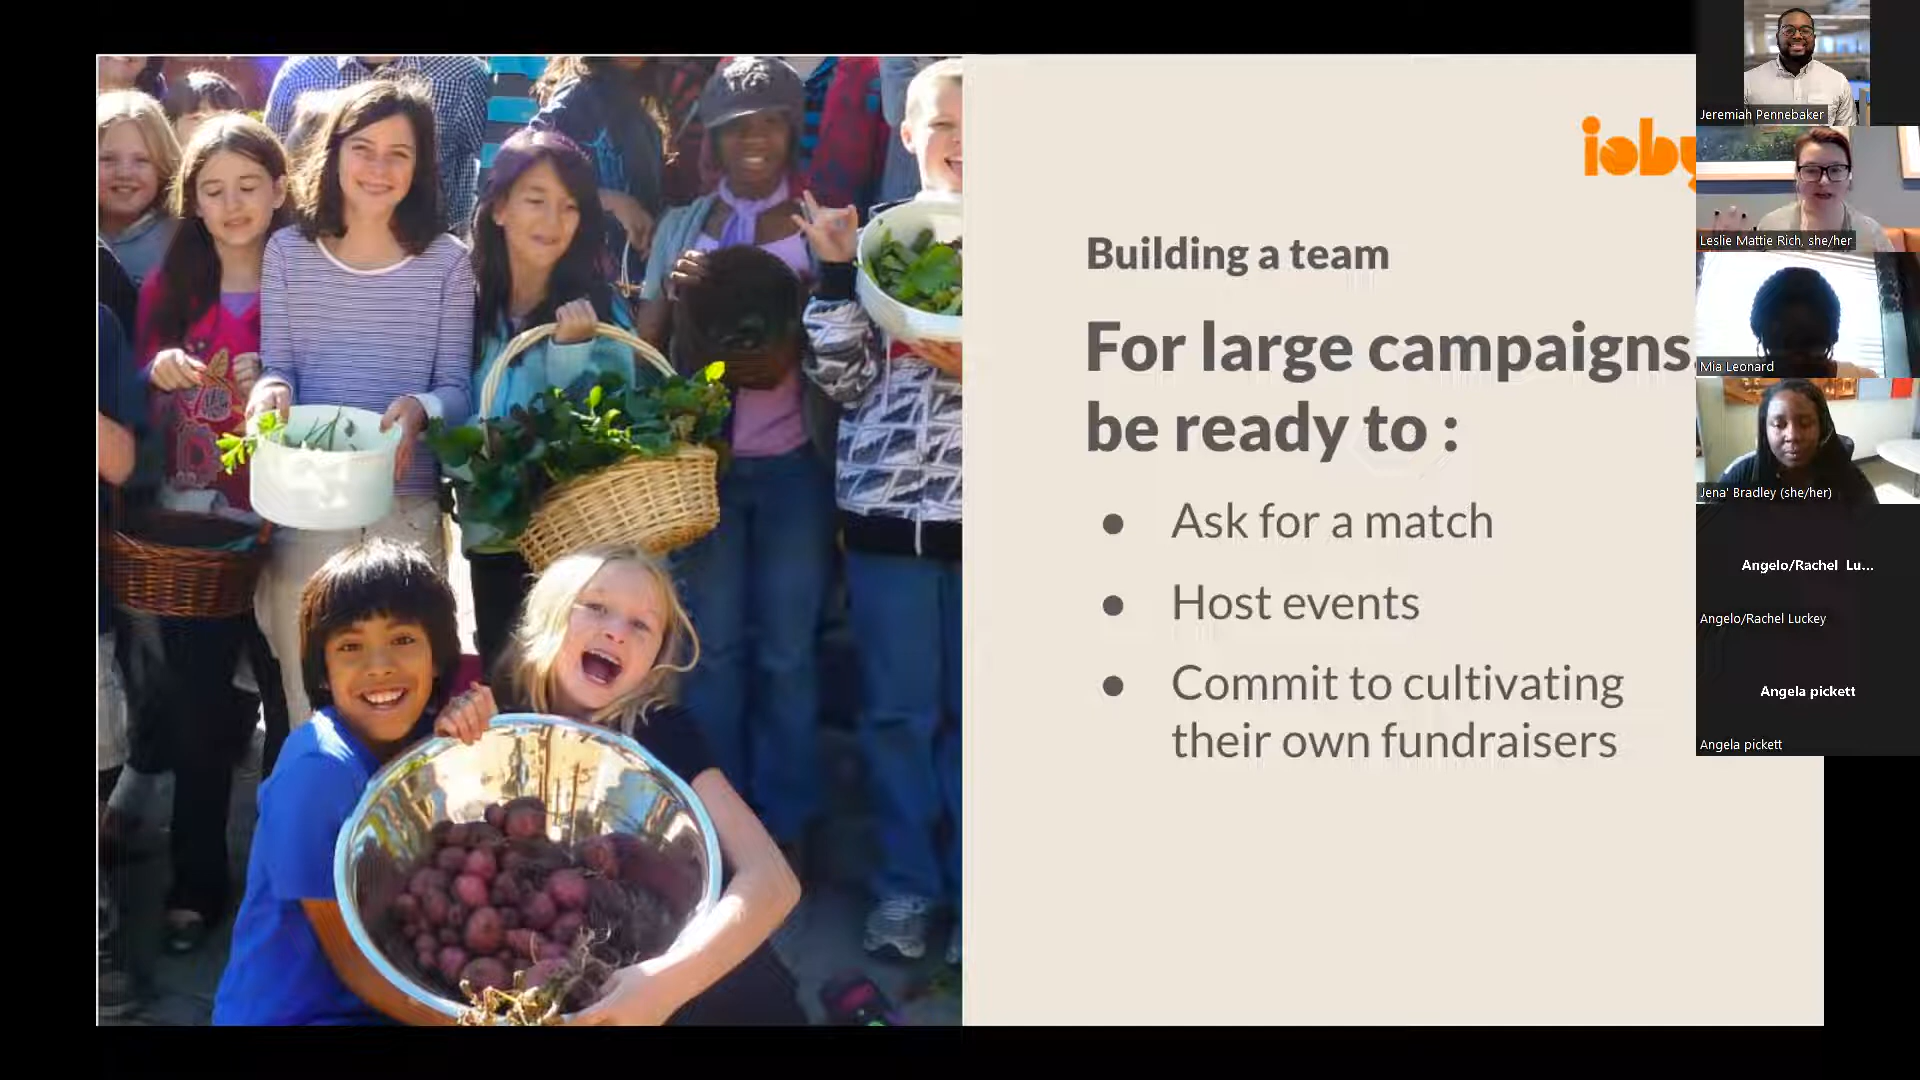 ioby
Building a team
For large campaigns
be ready to :
● Ask for a match
● Host events
● Commit to cultivating
their own fundraisers
Jeremiah Pennebaker
Leslie Mattie Rich, she/her
Mia Leonard
Jena' Bradley (she/her)
Angelo/Rachel Lu...
Angelo/Rachel Luckey
Angela pickett
Angela pickett